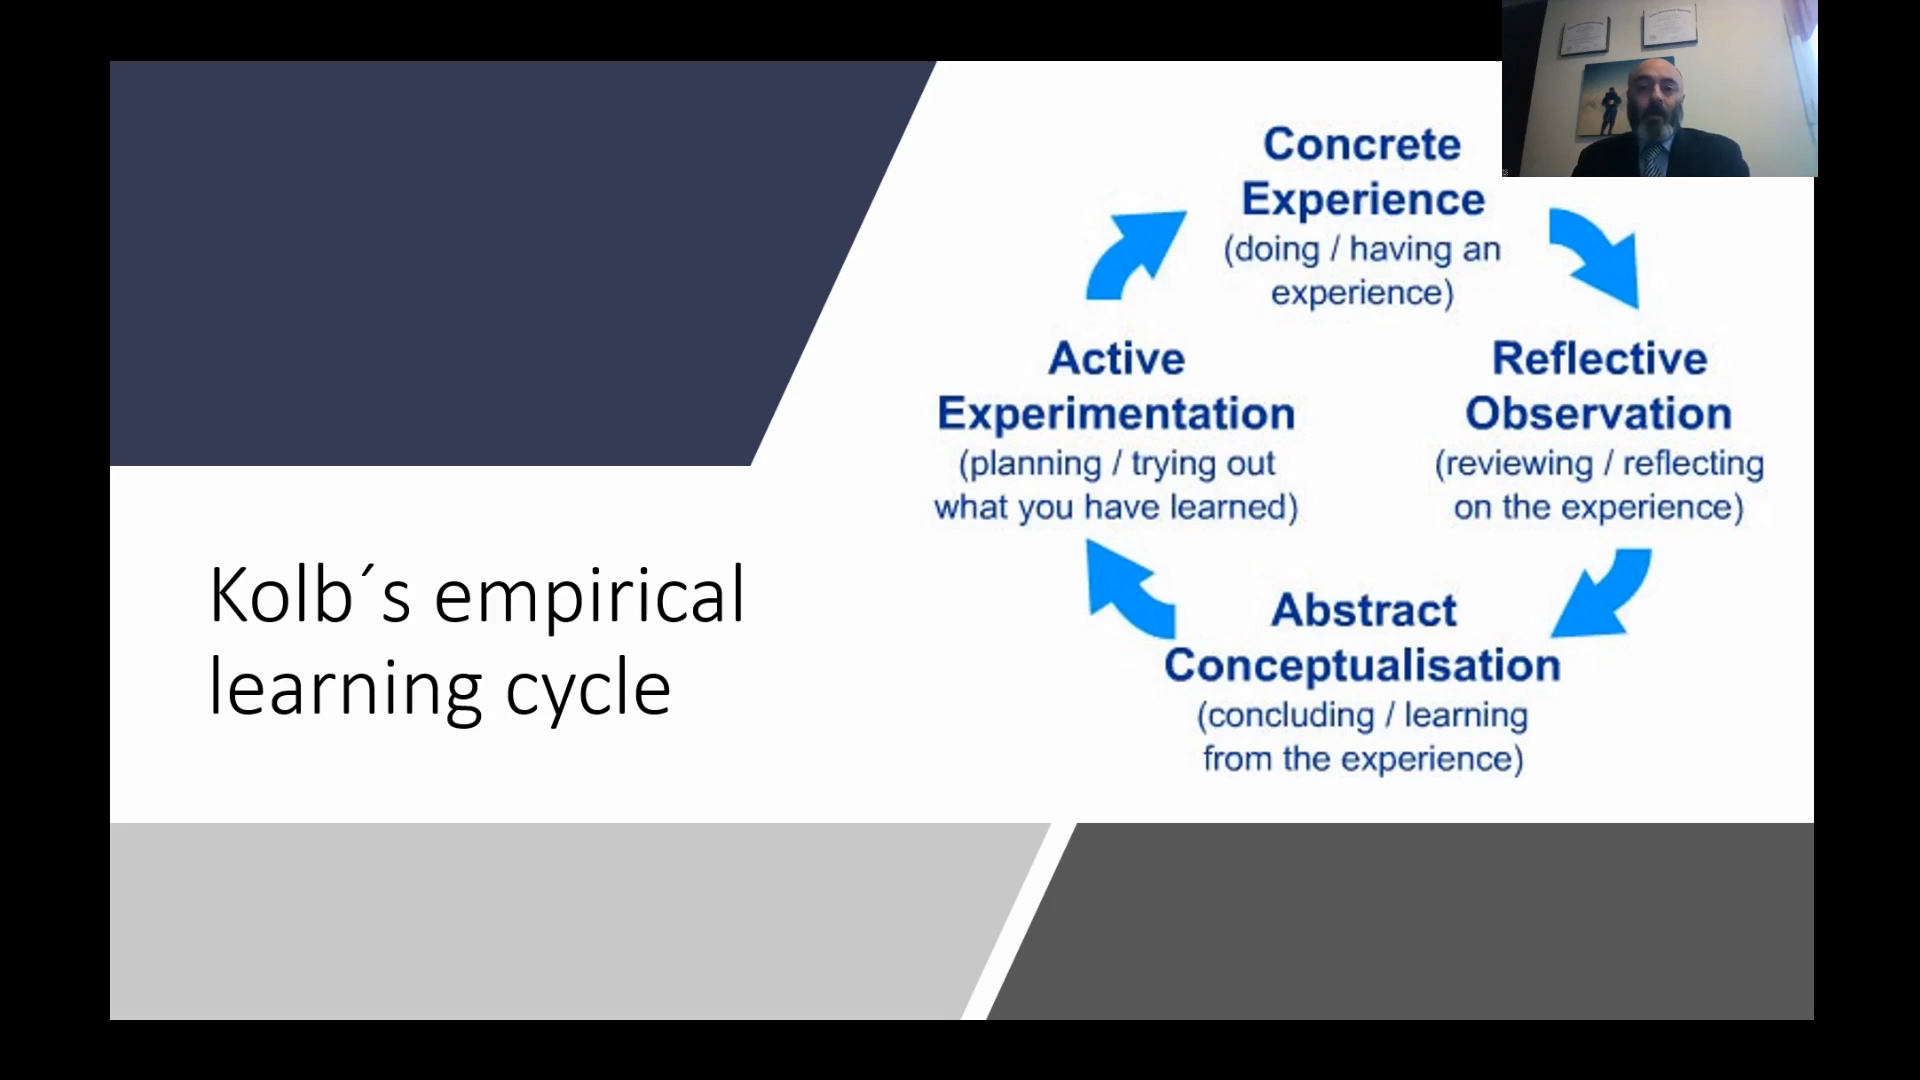 Concrete
Experience
(doing / having an
experience)
Active
Experimentation
(planning / trying out
what you have learned)
Reflective
Observation
(reviewing / reflecting
on the experience)
Abstract
Conceptualisation
(concluding / learning
from the experience)
Kolb´s empirical
learning cycle